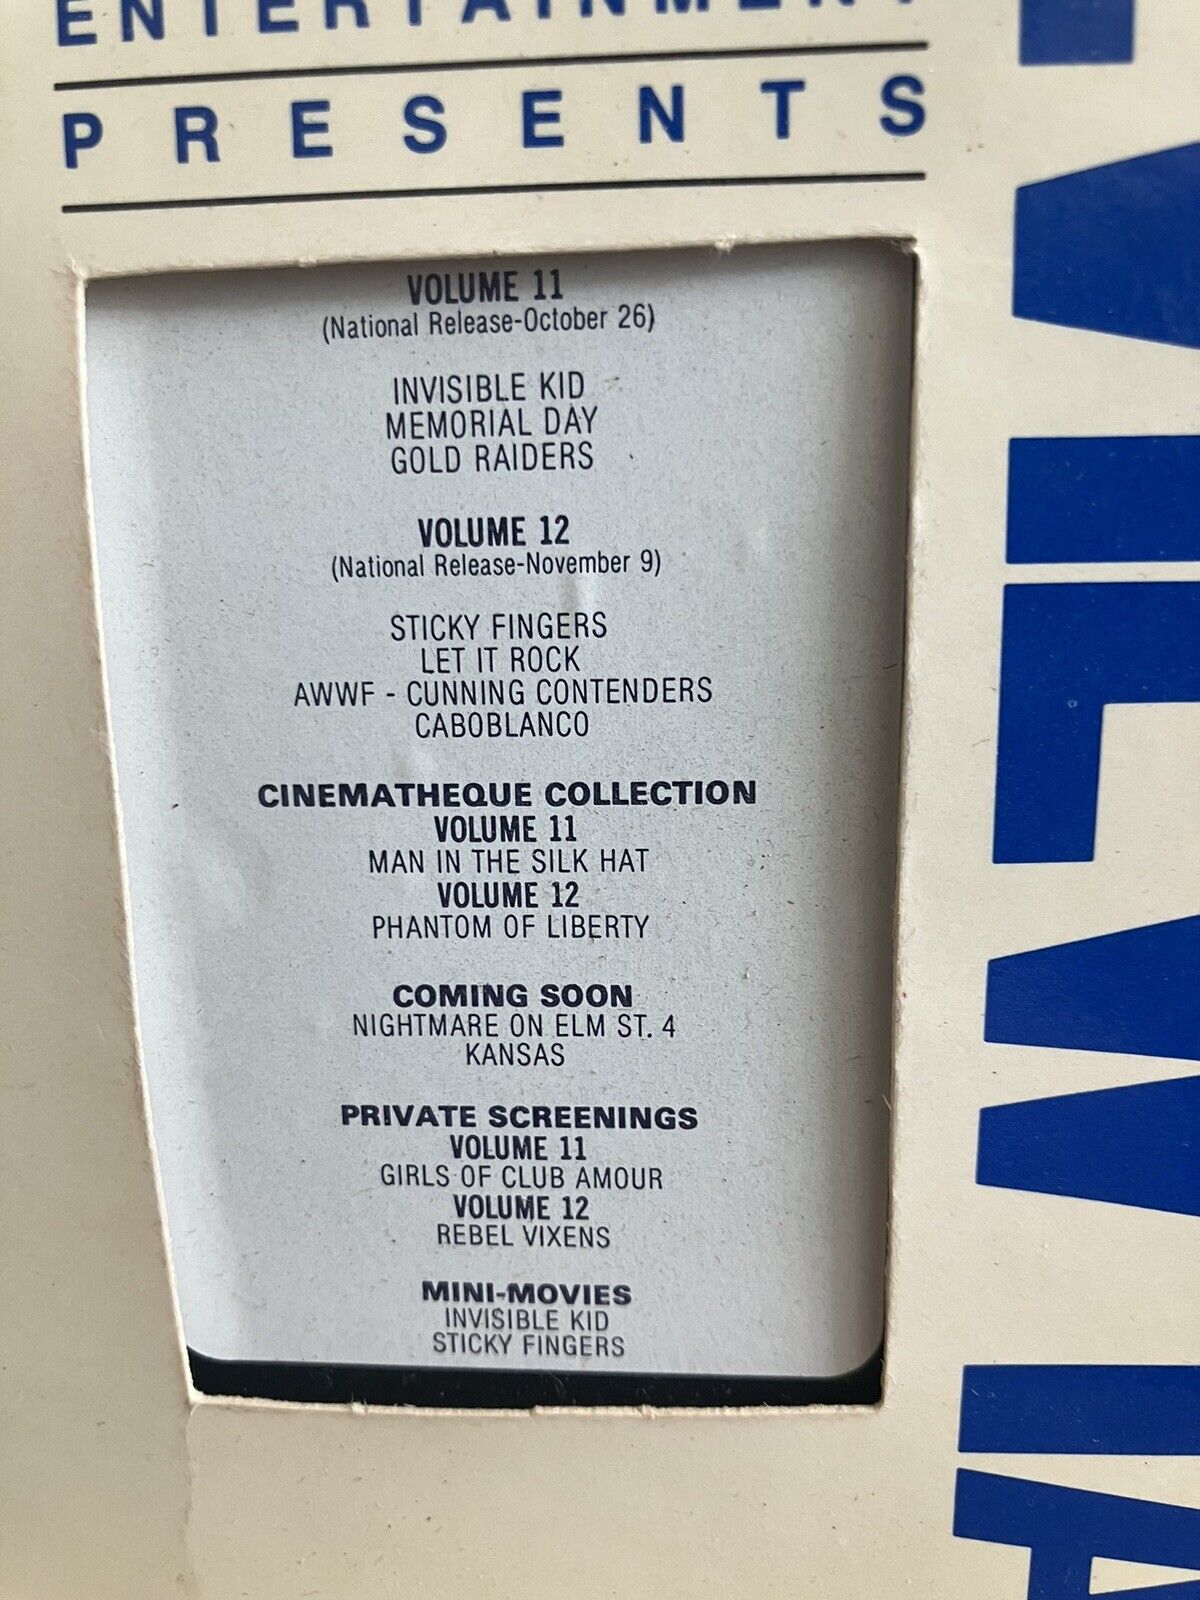 ENTERTAINMENT
PRESENTS
VOLUME 11
(National Release-October 26)
INVISIBLE KID
MEMORIAL DAY
GOLD RAIDERS
VOLUME 12
(National Release-November 9)
STICKY FINGERS
LET IT ROCK
AWWF - CUNNING CONTENDERS
CABOBLANCO
CINEMATHEQUE COLLECTION
VOLUME 11
MAN IN THE SILK HAT
VOLUME 12
PHANTOM OF LIBERTY
COMING SOON
NIGHTMARE ON ELM ST. 4
KANSAS
PRIVATE SCREENINGS
VOLUME 11
GIRLS OF CLUB AMOUR
VOLUME 12
REBEL VIXENS
MINI-MOVIES
INVISIBLE KID
STICKY FINGERS